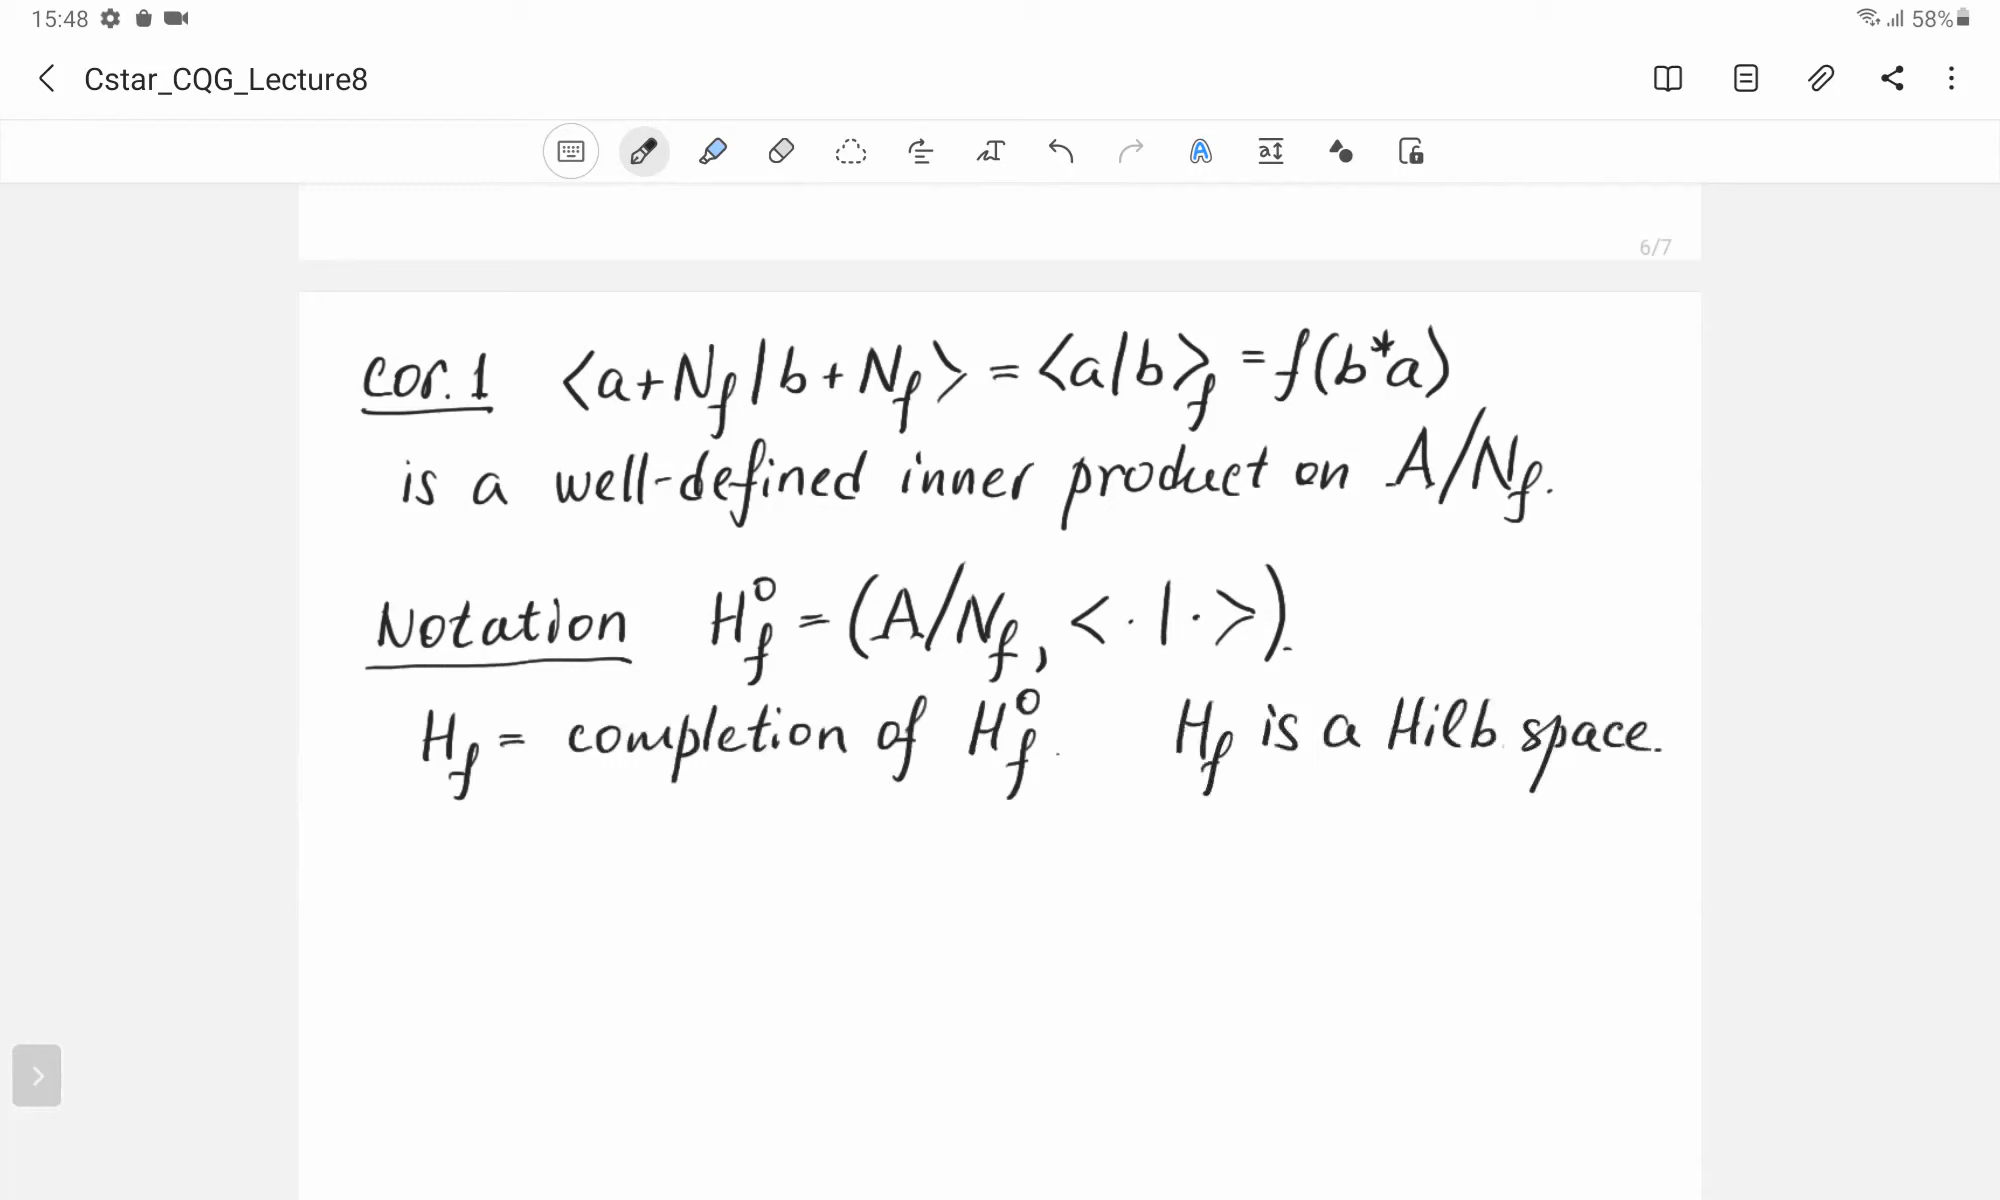 15:48 58%
Cstar_CQG_Lecture8
6/7
Cor. 1 ⟨a+N_f | b+N_f⟩ = ⟨a|b⟩_f = f(b*a)
is a well-defined inner product on A/N_f.
Notation H_f^0 = (A/N_f, <·|·>).
H_f = completion of H_f^0. H_f is a Hilb. space.